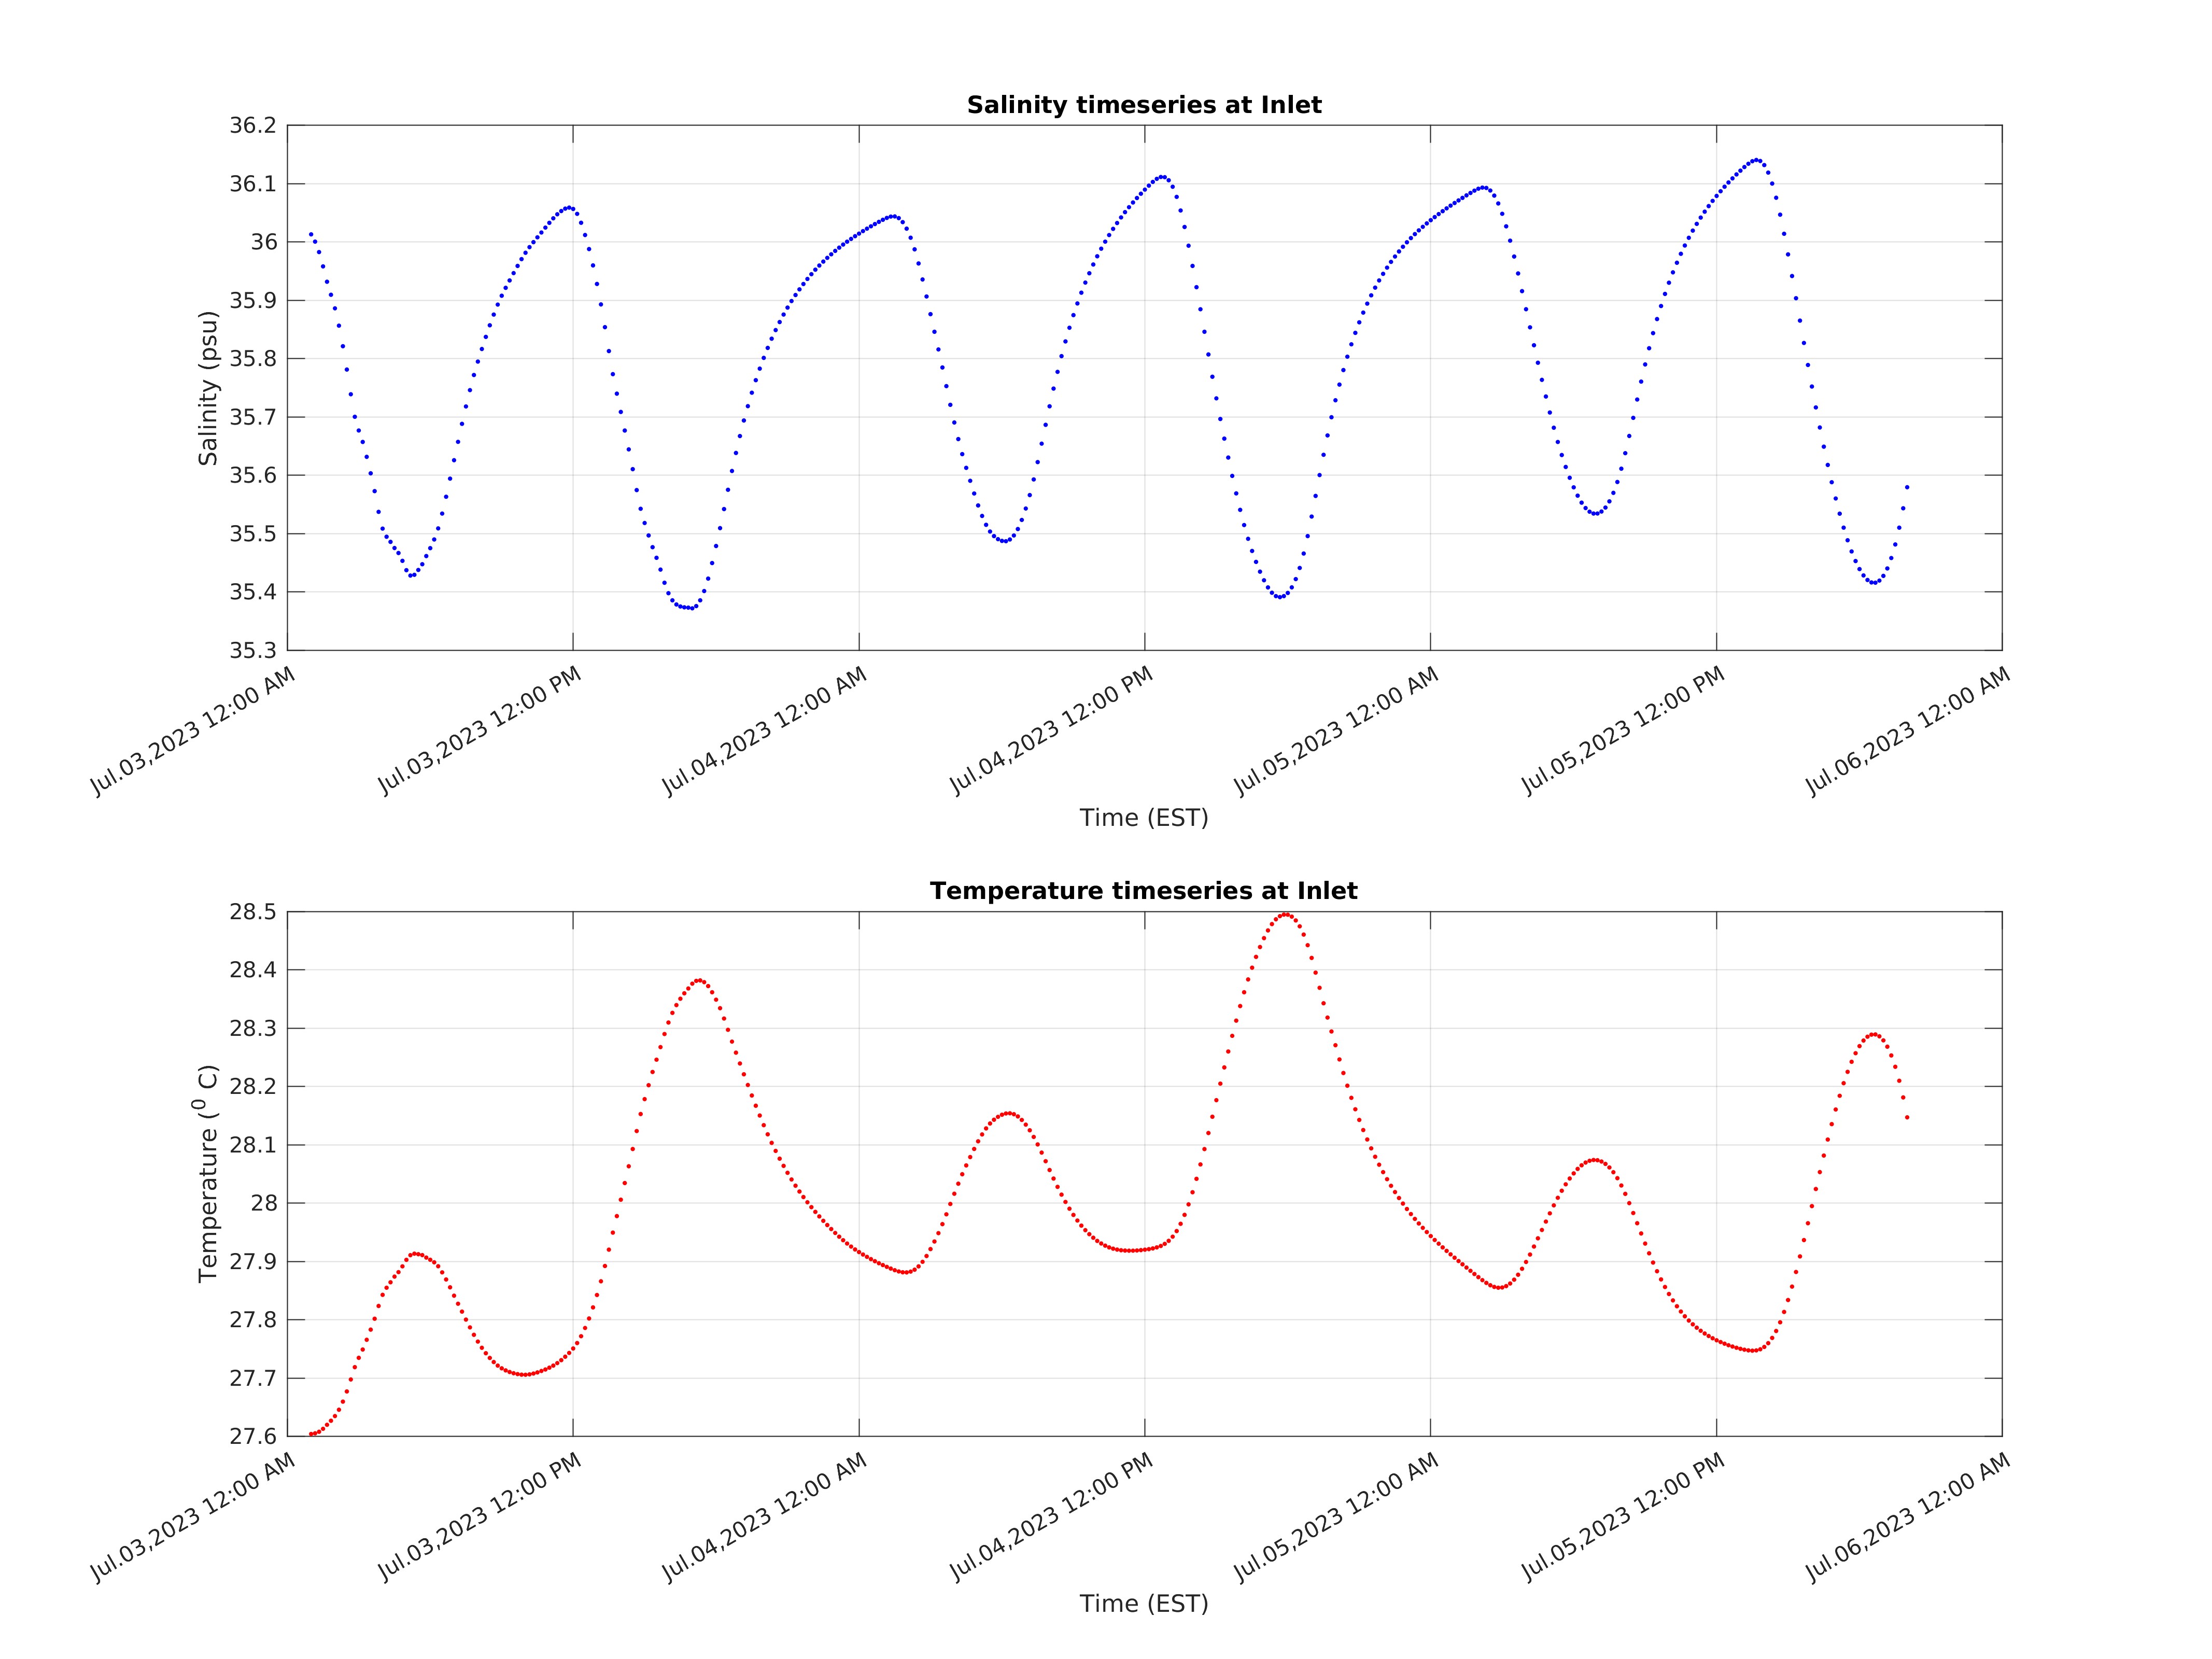 Salinity timeseries at Inlet
36.2
36.1
36
35.9
35.8
35.7
35.6
35.5
35.4
35.3
Salinity (psu)
Jul.03,2023 12:00 AM
Jul.03,2023 12:00 PM
Jul.04,2023 12:00 AM
Jul.04,2023 12:00 PM
Jul.05,2023 12:00 AM
Jul.05,2023 12:00 PM
Jul.06,2023 12:00 AM
Time (EST)
Temperature timeseries at Inlet
28.5
28.4
28.3
28.2
28.1
28
27.9
27.8
27.7
27.6
Temperature (⁰ C)
Jul.03,2023 12:00 AM
Jul.03,2023 12:00 PM
Jul.04,2023 12:00 AM
Jul.04,2023 12:00 PM
Jul.05,2023 12:00 AM
Jul.05,2023 12:00 PM
Jul.06,2023 12:00 AM
Time (EST)